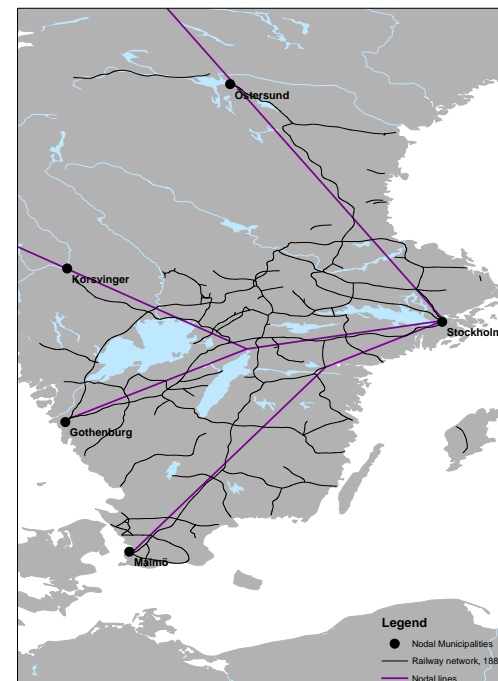 Östersund
Korsvinger
Stockholm
Gothenburg
Malmö
Legend
Nodal Municipalities
Railway network, 188
Nodal lines